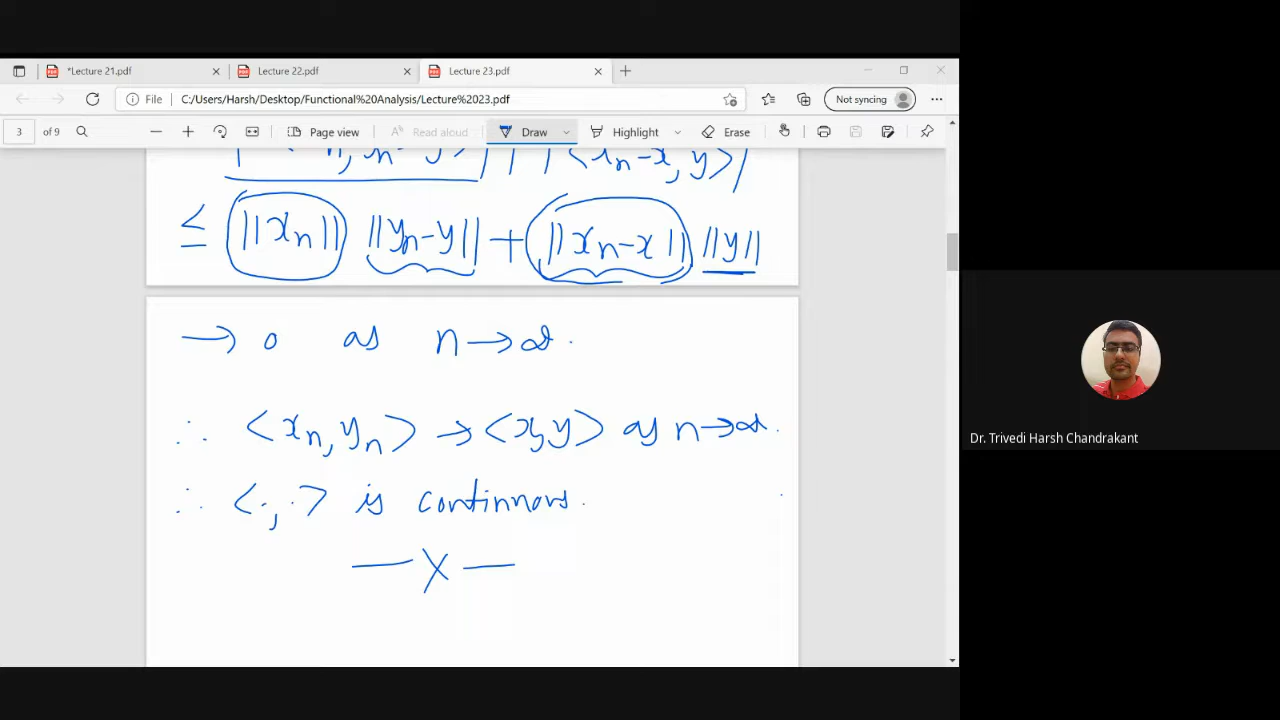 *Lecture 21.pdf
Lecture 22.pdf
Lecture 23.pdf
File
C:/Users/Harsh/Desktop/Functional%20Analysis/Lecture%2023.pdf
Not syncing
3 of 9
Page view
Read aloud
Draw
Highlight
Erase
<xn-x, y>|
≤ ||xn|| ||yn-y|| + ||xn-x|| ||y||
→ 0 as n→∞.
∴ <xn, yn> → <x,y> as n→∞.
∴ <·,·> is continuous.
— X —
Dr. Trivedi Harsh Chandrakant